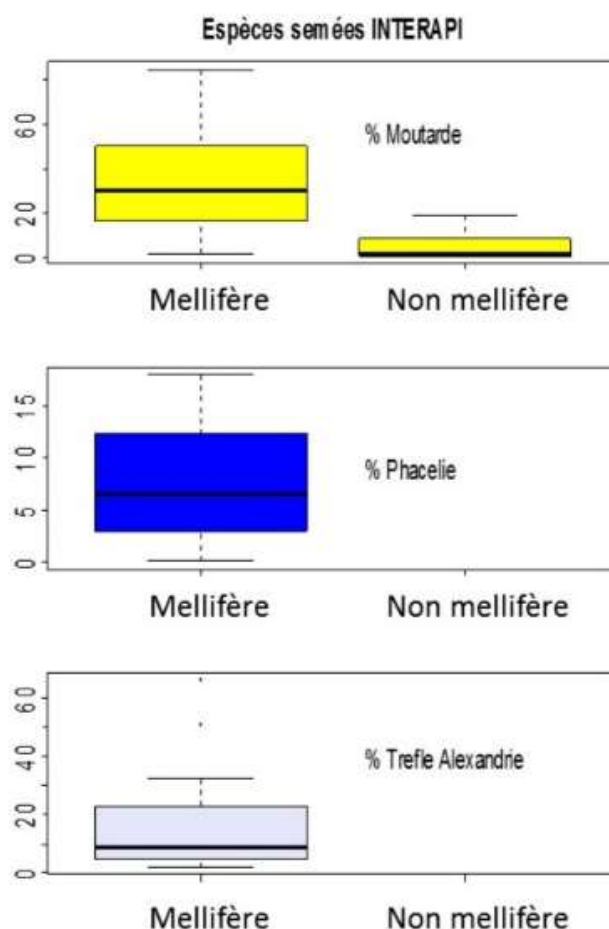 Espèces semées INTERAPI
60
20
0
% Moutarde
Mellifère Non mellifère
15
10
5
0
% Phacelie
Mellifère Non mellifère
60
40
20
0
% Trefle Alexandrie
Mellifère Non mellifère